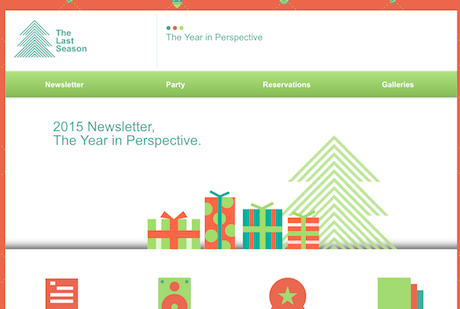 The
Last
Season
The Year in Perspective
Newsletter
Party
Reservations
Galleries
2015 Newsletter,
The Year in Perspective.